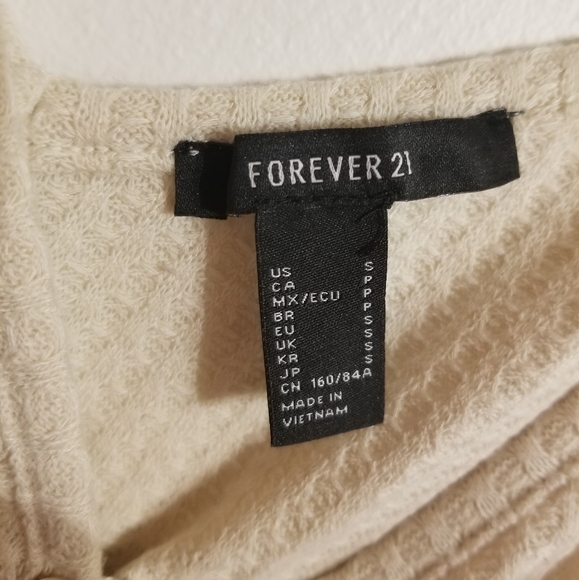 FOREVER 21
US S
CA P
MX/ECU P
BR P
EU S
UK S
KR S
JP S
CN 160/84A
MADE IN
VIETNAM